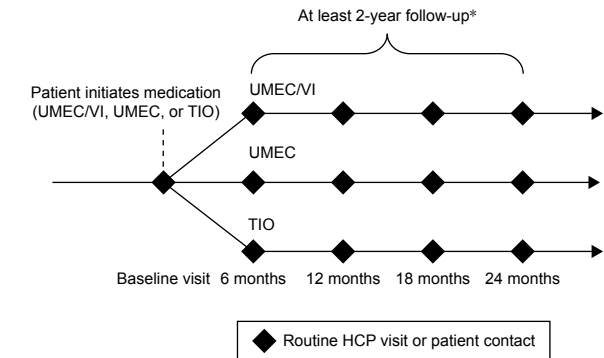 At least 2-year follow-up*
Patient initiates medication
(UMEC/VI, UMEC, or TIO)
UMEC/VI
UMEC
TIO
Baseline visit 6 months 12 months 18 months 24 months
Routine HCP visit or patient contact